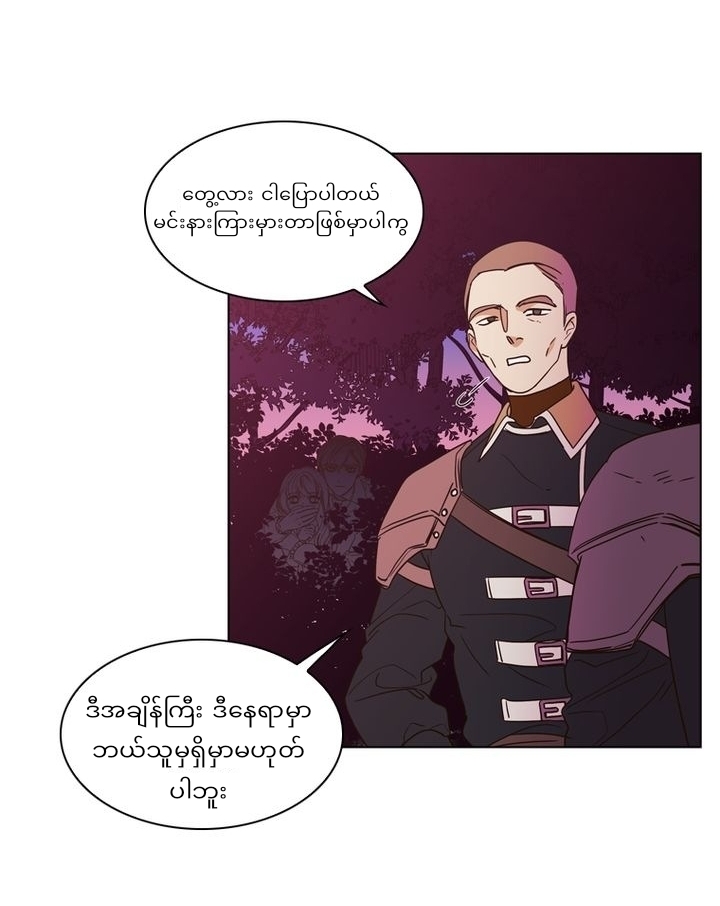 တွေ့လား ငါပြောပါတယ်
မင်းနားကြားမှားတာဖြစ်မှာပါကွ
ဒီအချိန်ကြီး ဒီနေရာမှာ
ဘယ်သူမှရှိမှာမဟုတ်
ပါဘူး